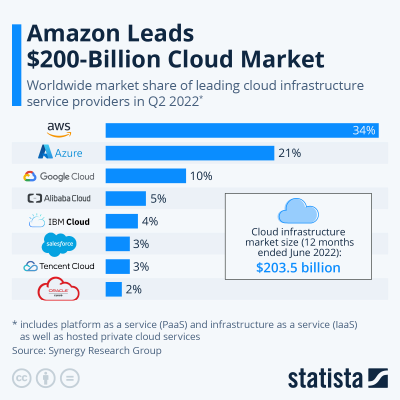 Amazon Leads
$200-Billion Cloud Market
Worldwide market share of leading cloud infrastructure
service providers in Q2 2022*
aws
34%
Azure
21%
Google Cloud
10%
Alibaba Cloud
5%
IBM Cloud
4%
salesforce
3%
Tencent Cloud
3%
ORACLE
CLOUD
2%
Cloud infrastructure
market size (12 months
ended June 2022):
$203.5 billion
* includes platform as a service (PaaS) and infrastructure as a service (IaaS)
as well as hosted private cloud services
Source: Synergy Research Group
cc
statista